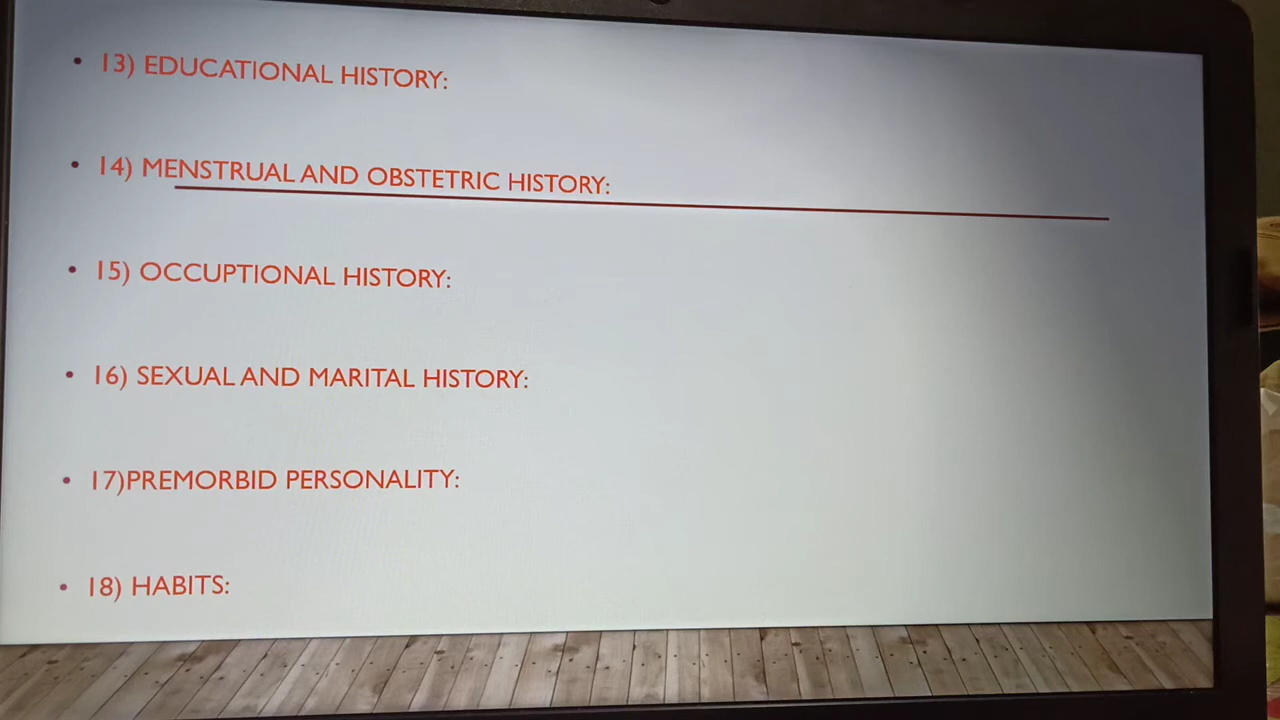 • 13) EDUCATIONAL HISTORY:
• 14) MENSTRUAL AND OBSTETRIC HISTORY:
• 15) OCCUPTIONAL HISTORY:
• 16) SEXUAL AND MARITAL HISTORY:
• 17)PREMORBID PERSONALITY:
• 18) HABITS: